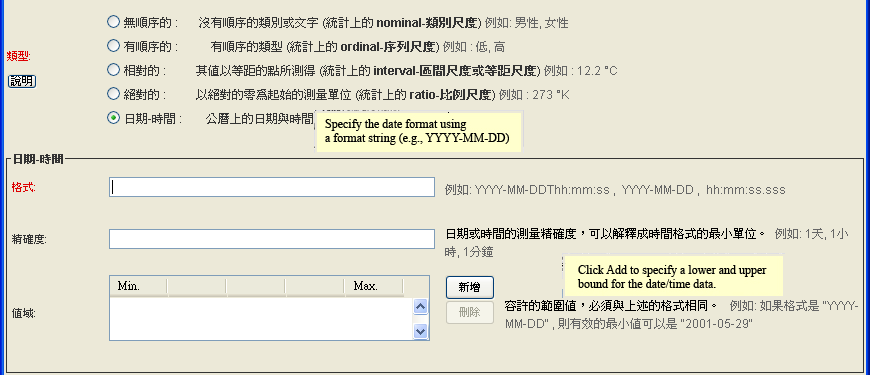 無順序的： 沒有順序的類別或文字 (統計上的 nominal-類別尺度) 例如: 男性, 女性
有順序的： 有順序的類型 (統計上的 ordinal-序列尺度) 例如 : 低, 高
類型:
相對的： 其值以等距的點所測得 (統計上的 interval-區間尺度或等距尺度) 例如 : 12.2 °C
說明
絕對的： 以絕對的零爲起始的測量單位 (統計上的 ratio-比例尺度) 例如 : 273 °K
日期-時間： 公曆上的日期與時間
Specify the date format using
a format string (e.g., YYYY-MM-DD)
日期-時間
格式: 例如: YYYY-MM-DDThh:mm:ss , YYYY-MM-DD , hh:mm:ss.sss
精確度: 日期或時間的測量精確度，可以解釋成時間格式的最小單位。 例如: 1天, 1小
時, 1分鐘
Click Add to specify a lower and upper
bound for the date/time data.
Min. Max. 新增
值域: 刪除 容許的範圍值，必須與上述的格式相同。 例如: 如果格式是 "YYYY-
MM-DD" , 則有效的最小值可以是 "2001-05-29"